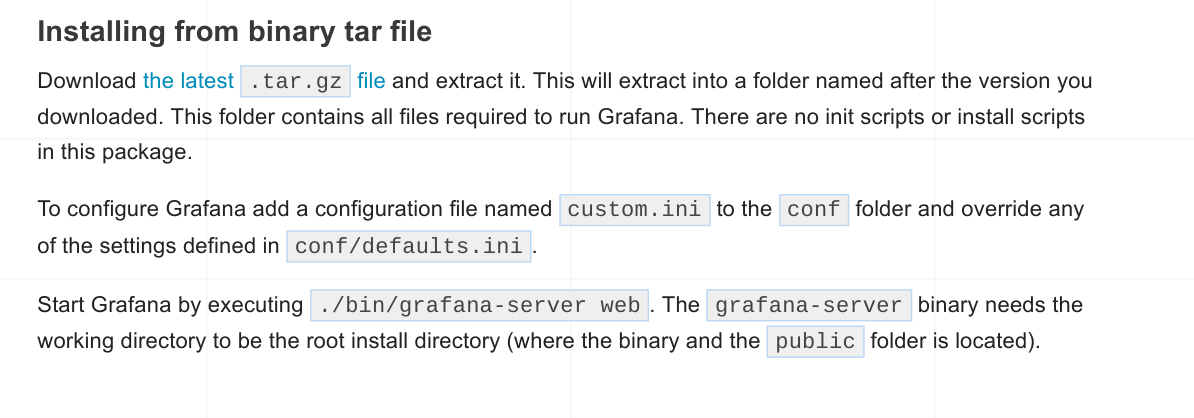 Installing from binary tar file
Download the latest .tar.gz file and extract it. This will extract into a folder named after the version you
downloaded. This folder contains all files required to run Grafana. There are no init scripts or install scripts
in this package.
To configure Grafana add a configuration file named custom.ini to the conf folder and override any
of the settings defined in conf/defaults.ini.
Start Grafana by executing ./bin/grafana-server web. The grafana-server binary needs the
working directory to be the root install directory (where the binary and the public folder is located).